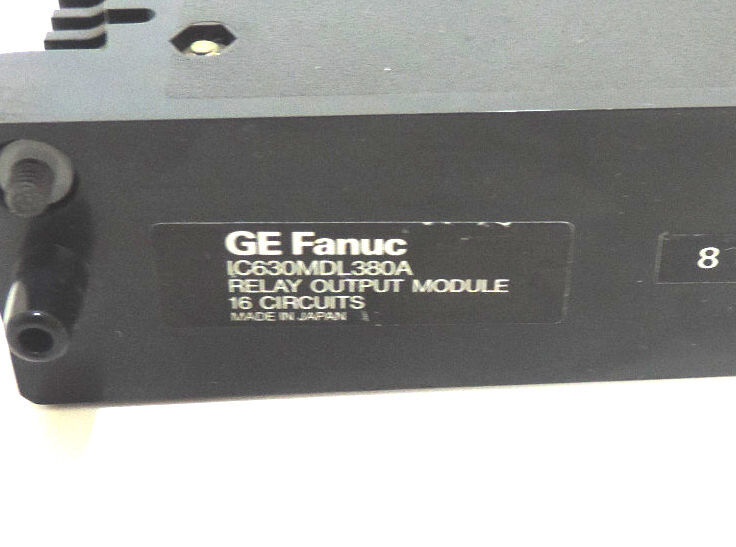 GE Fanuc
IC630MDL380A
RELAY OUTPUT MODULE
16 CIRCUITS
MADE IN JAPAN
8